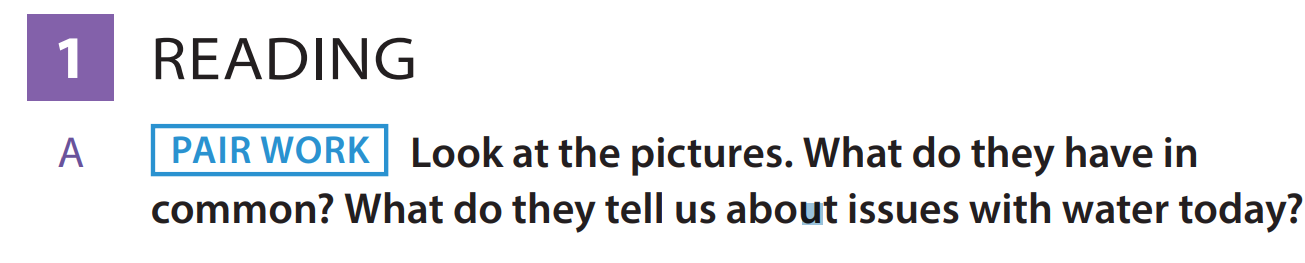 1 READING
A PAIR WORK Look at the pictures. What do they have in
common? What do they tell us about issues with water today?